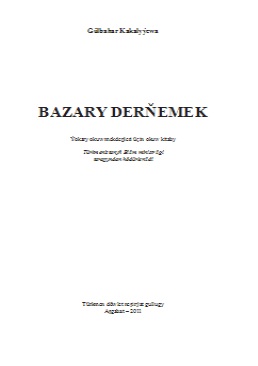 Gülbahar Kakalyýewa
BAZARY DERŇEMEK
Ýokary okuw mekdepleri üçin okuw kitaby
Türkmenistanyň Bilim ministrligi
tarapyndan hödürlenildi
Türkmen döwlet neşirýat gullugy
Aşgabat – 2011